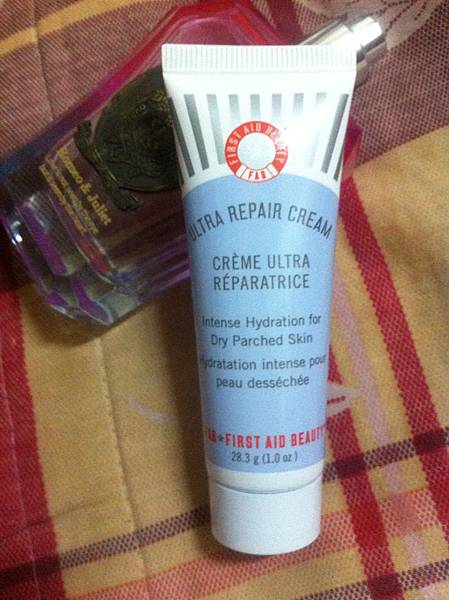 FIRST AID BEAUTY
FAB
ULTRA REPAIR CREAM
CRÈME ULTRA
RÉPARATRICE
Intense Hydration for
Dry Parched Skin
Hydratation intense pour
peau desséchée
FAB★FIRST AID BEAUTY
28.3 g (1.0 oz)
Romeo & Juliet